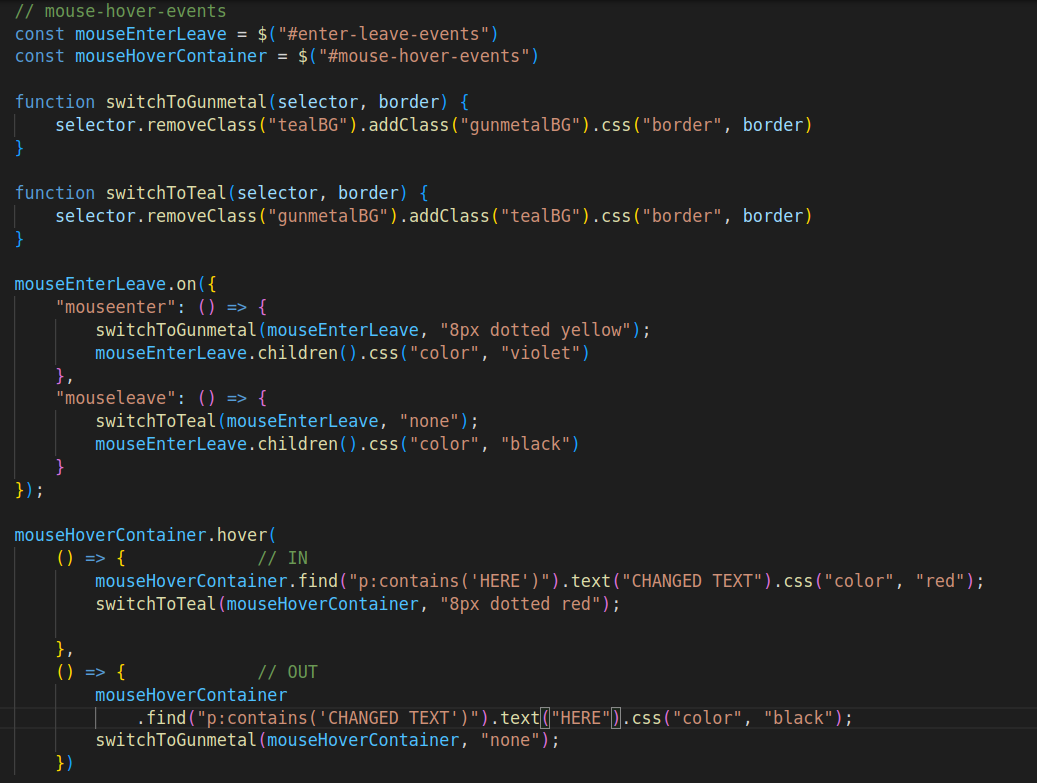 // mouse-hover-events
const mouseEnterLeave = $("#enter-leave-events")
const mouseHoverContainer = $("#mouse-hover-events")

function switchToGunmetal(selector, border) {
    selector.removeClass("tealBG").addClass("gunmetalBG").css("border", border)
}

function switchToTeal(selector, border) {
    selector.removeClass("gunmetalBG").addClass("tealBG").css("border", border)
}

mouseEnterLeave.on({
    "mouseenter": () => {
        switchToGunmetal(mouseEnterLeave, "8px dotted yellow");
        mouseEnterLeave.children().css("color", "violet")
    },
    "mouseleave": () => {
        switchToTeal(mouseEnterLeave, "none");
        mouseEnterLeave.children().css("color", "black")
    }
});

mouseHoverContainer.hover(
    () => {             // IN
        mouseHoverContainer.find("p:contains('HERE')").text("CHANGED TEXT").css("color", "red");
        switchToTeal(mouseHoverContainer, "8px dotted red");

    },
    () => {             // OUT
        mouseHoverContainer
            .find("p:contains('CHANGED TEXT')").text("HERE").css("color", "black");
        switchToGunmetal(mouseHoverContainer, "none");
    })